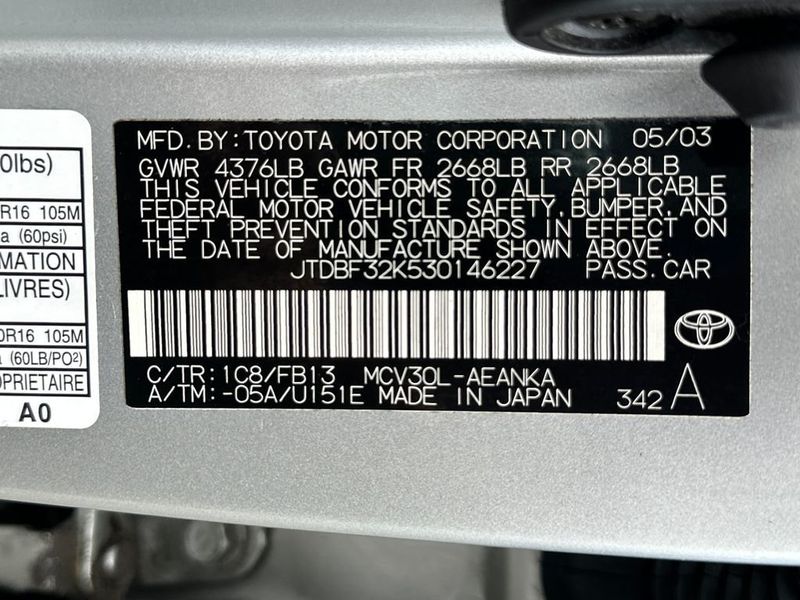 0lbs)
R16 105M
a (60psi)
MATION
LIVRES)
0R16 105M
a (60LB/PO²)
OPRIETAIRE
A0
MFD. BY: TOYOTA MOTOR CORPORATION 05/03
GVWR 4376LB GAWR FR 2668LB RR 2668LB
THIS VEHICLE CONFORMS TO ALL APPLICABLE
FEDERAL MOTOR VEHICLE SAFETY, BUMPER, AND
THEFT PREVENTION STANDARDS IN EFFECT ON
THE DATE OF MANUFACTURE SHOWN ABOVE.
JTDBF32K530146227 PASS. CAR
C/TR: 1C8/FB13 MCV30L-AEANKA
A/TM: -05A/U151E MADE IN JAPAN 342 A